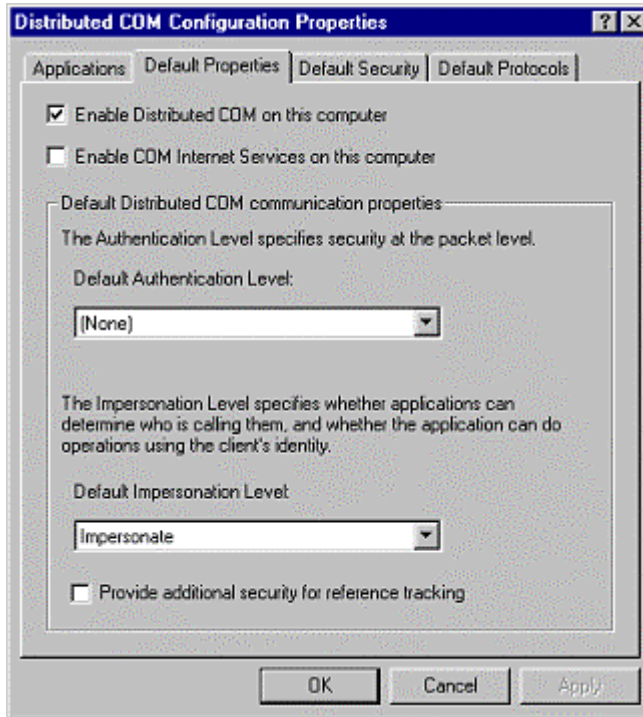 Distributed COM Configuration Properties
Applications Default Properties Default Security Default Protocols
Enable Distributed COM on this computer
Enable COM Internet Services on this computer
Default Distributed COM communication properties
The Authentication Level specifies security at the packet level.
Default Authentication Level:
(None)
The Impersonation Level specifies whether applications can
determine who is calling them, and whether the application can do
operations using the client's identity.
Default Impersonation Level:
Impersonate
Provide additional security for reference tracking
OK Cancel Apply